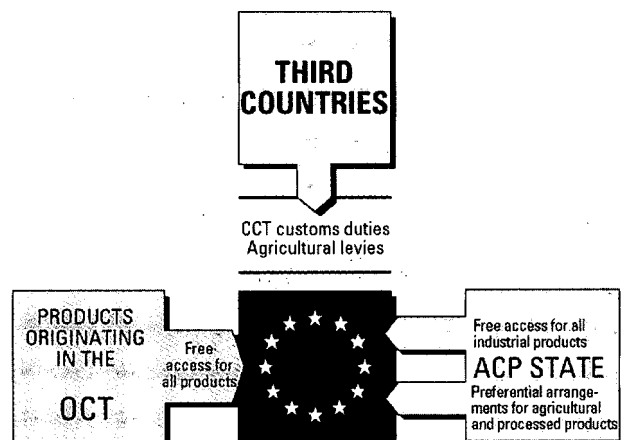 THIRD
COUNTRIES
CCT customs duties
Agricultural levies
PRODUCTS
ORIGINATING
IN THE
OCT
Free
access for
all products
Free access for all
industrial products
ACP STATE
Preferential arrange-
ments for agricultural
and processed products